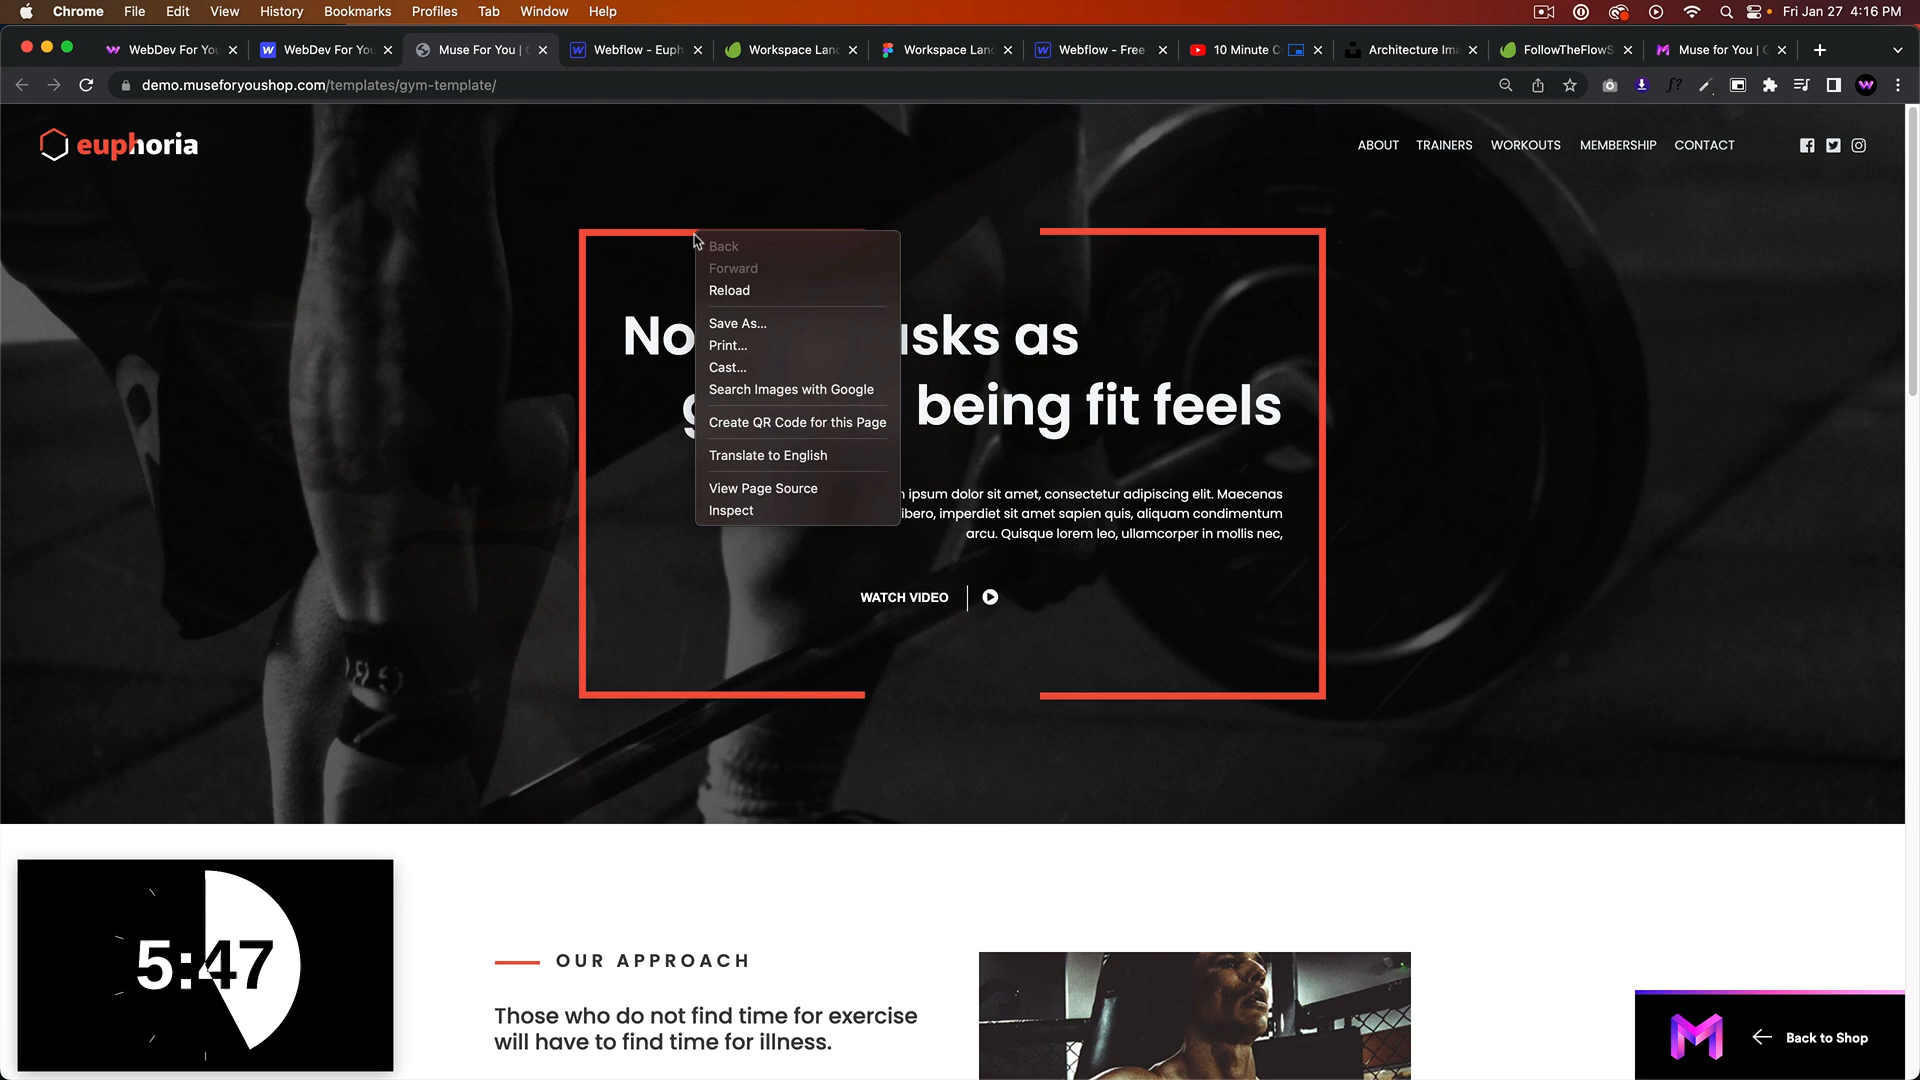 Chrome File Edit View History Bookmarks Profiles Tab Window Help Fri Jan 27 4:16 PM
WebDev For You WebDev For You Muse For You | Webflow - Euph Workspace Lan Workspace Lan Webflow - Free 10 Minute C Architecture Ima FollowTheFlowS Muse for You |
demo.museforyoushop.com/templates/gym-template/ f?
euphoria ABOUT TRAINERS WORKOUTS MEMBERSHIP CONTACT
Back
Forward
Reload
Save As...
Print...
Cast...
Search Images with Google
Create QR Code for this Page
Translate to English
View Page Source
Inspect
No sks as
g being fit feels
ipsum dolor sit amet, consectetur adipiscing elit. Maecenas
ibero, imperdiet sit amet sapien quis, aliquam condimentum
arcu. Quisque lorem leo, ullamcorper in mollis nec,
WATCH VIDEO
5:47
OUR APPROACH
Those who do not find time for exercise
will have to find time for illness.
Back to Shop